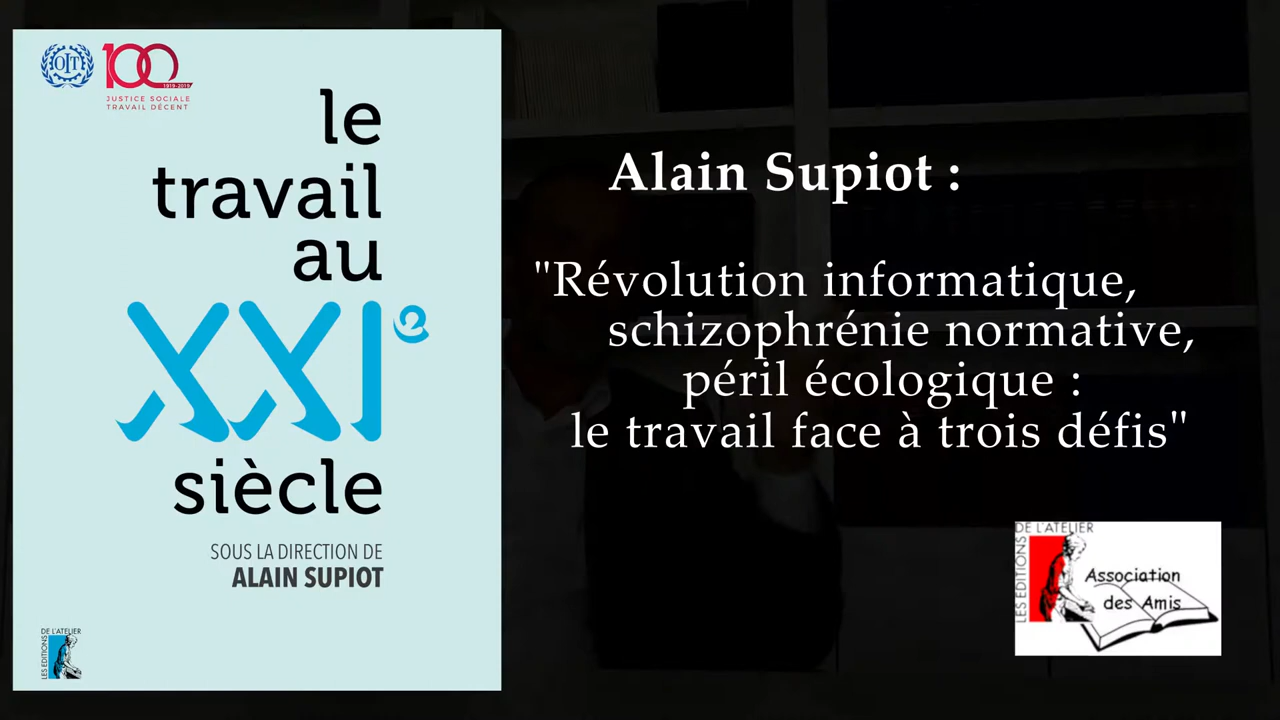 OIT
100
1919-2019
JUSTICE SOCIALE
TRAVAIL DÉCENT
le
travail
au
XXIe
siècle
SOUS LA DIRECTION DE
ALAIN SUPIOT
LES EDITIONS
DE L'ATELIER
Alain Supiot :
"Révolution informatique,
schizophrénie normative,
péril écologique :
le travail face à trois défis"
LES EDITIONS
DE L'ATELIER
Association
des Amis